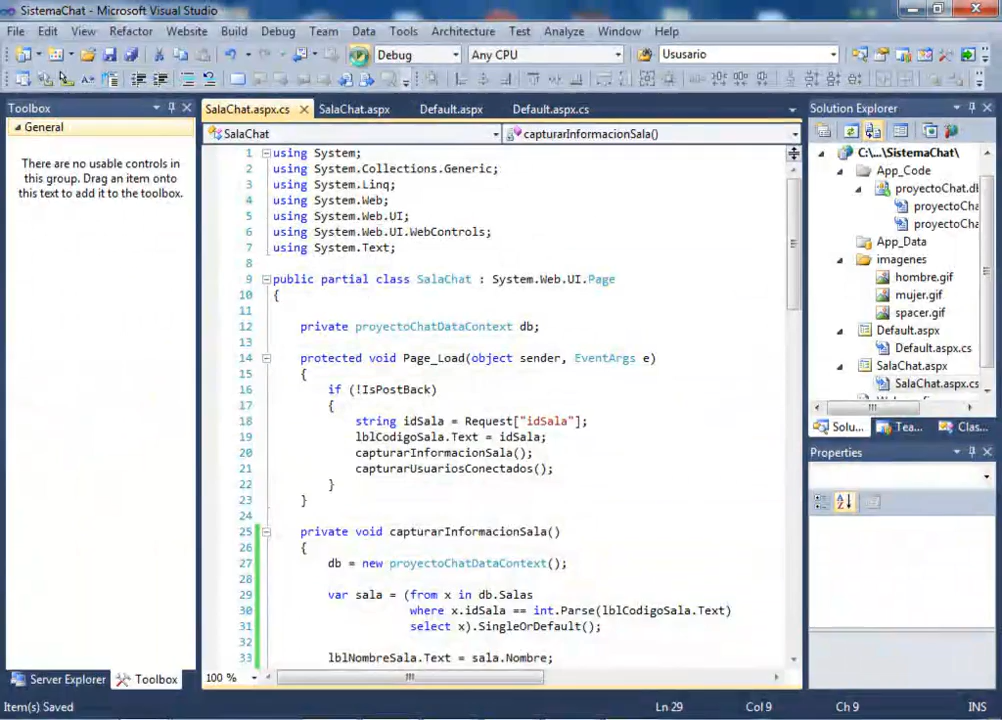 SistemaChat - Microsoft Visual Studio
File Edit View Refactor Website Build Debug Team Data Tools Architecture Test Analyze Window Help
Debug Any CPU Ususario
Toolbox
General
There are no usable controls in
this group. Drag an item onto
this text to add it to the toolbox.
Server Explorer Toolbox
SalaChat.aspx.cs SalaChat.aspx Default.aspx Default.aspx.cs
SalaChat capturarInformacionSala()
1 using System;
2 using System.Collections.Generic;
3 using System.Linq;
4 using System.Web;
5 using System.Web.UI;
6 using System.Web.UI.WebControls;
7 using System.Text;
8
9 public partial class SalaChat : System.Web.UI.Page
10 {
11
12 private proyectoChatDataContext db;
13
14 protected void Page_Load(object sender, EventArgs e)
15 {
16 if (!IsPostBack)
17 {
18 string idSala = Request["idSala"];
19 lblCodigoSala.Text = idSala;
20 capturarInformacionSala();
21 capturarUsuariosConectados();
22 }
23 }
24
25 private void capturarInformacionSala()
26 {
27 db = new proyectoChatDataContext();
28
29 var sala = (from x in db.Salas
30 where x.idSala == int.Parse(lblCodigoSala.Text)
31 select x).SingleOrDefault();
32
33 lblNombreSala.Text = sala.Nombre;
100 %
Solution Explorer
C:\...\SistemaChat\
App_Code
proyectoChat.d
proyectoCha
proyectoCha
App_Data
imagenes
hombre.gif
mujer.gif
spacer.gif
Default.aspx
Default.aspx.cs
SalaChat.aspx
SalaChat.aspx.cs
Solu... Tea... Clas...
Properties
Item(s) Saved Ln 29 Col 9 Ch 9 INS